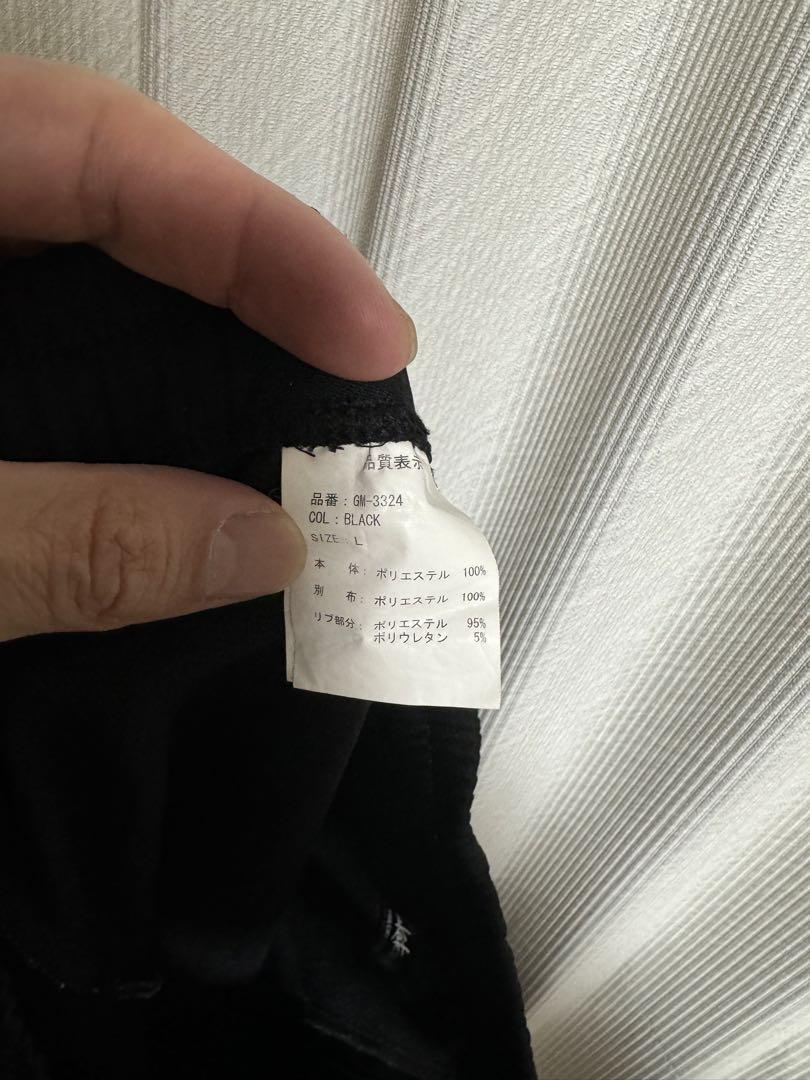 品質表示
品番：GM-3324
COL：BLACK
SIZE：L
本 体：ポリエステル 100%
別 布：ポリエステル 100%
リブ部分：ポリエステル 95%
ポリウレタン 5%